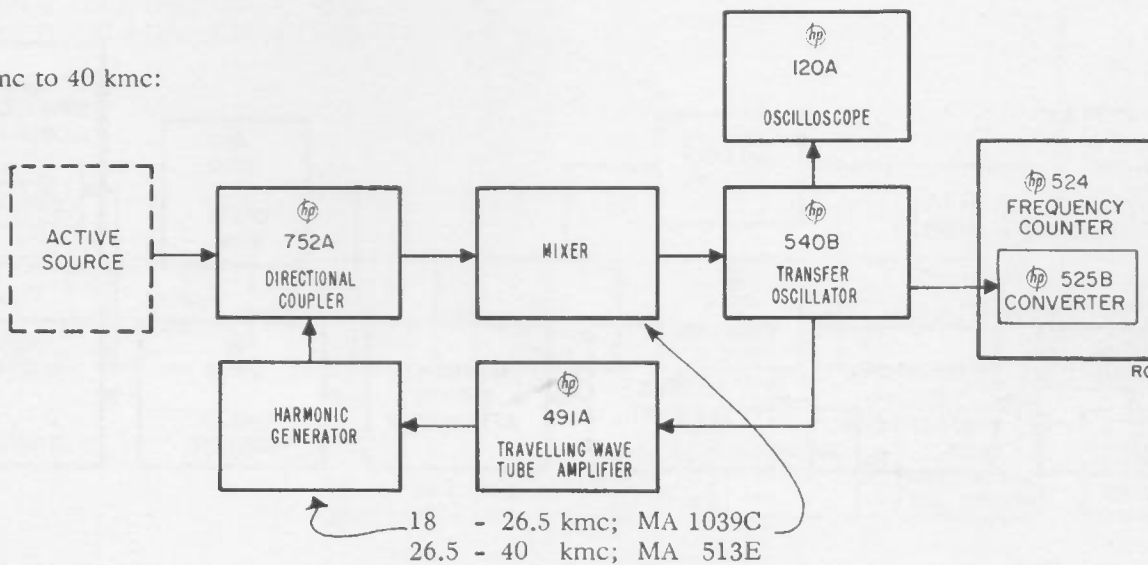 mc to 40 kmc:
hp
120A
OSCILLOSCOPE
ACTIVE
SOURCE
hp
752A
DIRECTIONAL
COUPLER
MIXER
hp
540B
TRANSFER
OSCILLATOR
hp 524
FREQUENCY
COUNTER
hp 525B
CONVERTER
HARMONIC
GENERATOR
hp
491A
TRAVELLING WAVE
TUBE AMPLIFIER
18 - 26.5 kmc; MA 1039C
26.5 - 40 kmc; MA 513E